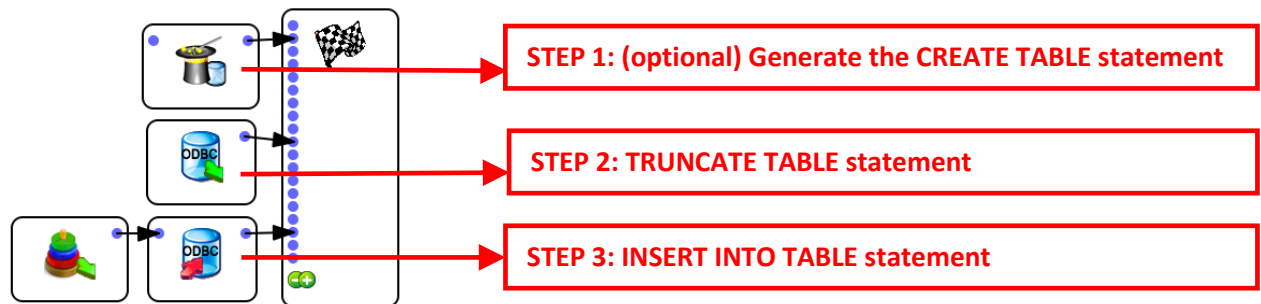 STEP 1: (optional) Generate the CREATE TABLE statement
ODBC
STEP 2: TRUNCATE TABLE statement
ODBC
STEP 3: INSERT INTO TABLE statement